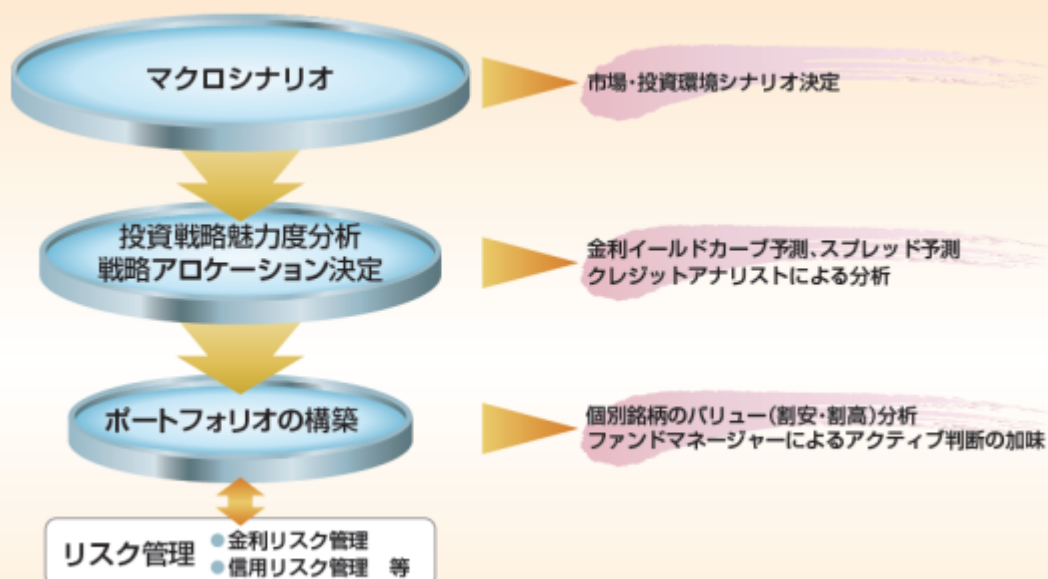 マクロシナリオ
市場・投資環境シナリオ決定
投資戦略魅力度分析
戦略アロケーション決定
金利イールドカーブ予測、スプレッド予測
クレジットアナリストによる分析
ポートフォリオの構築
個別銘柄のバリュー(割安・割高)分析
ファンドマネージャーによるアクティブ判断の加味
リスク管理
●金利リスク管理
●信用リスク管理 等